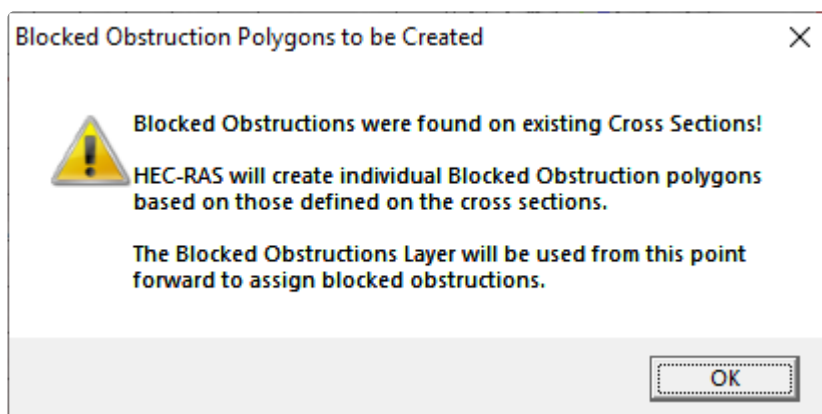 Blocked Obstruction Polygons to be Created
Blocked Obstructions were found on existing Cross Sections!
HEC-RAS will create individual Blocked Obstruction polygons
based on those defined on the cross sections.
The Blocked Obstructions Layer will be used from this point
forward to assign blocked obstructions.
OK